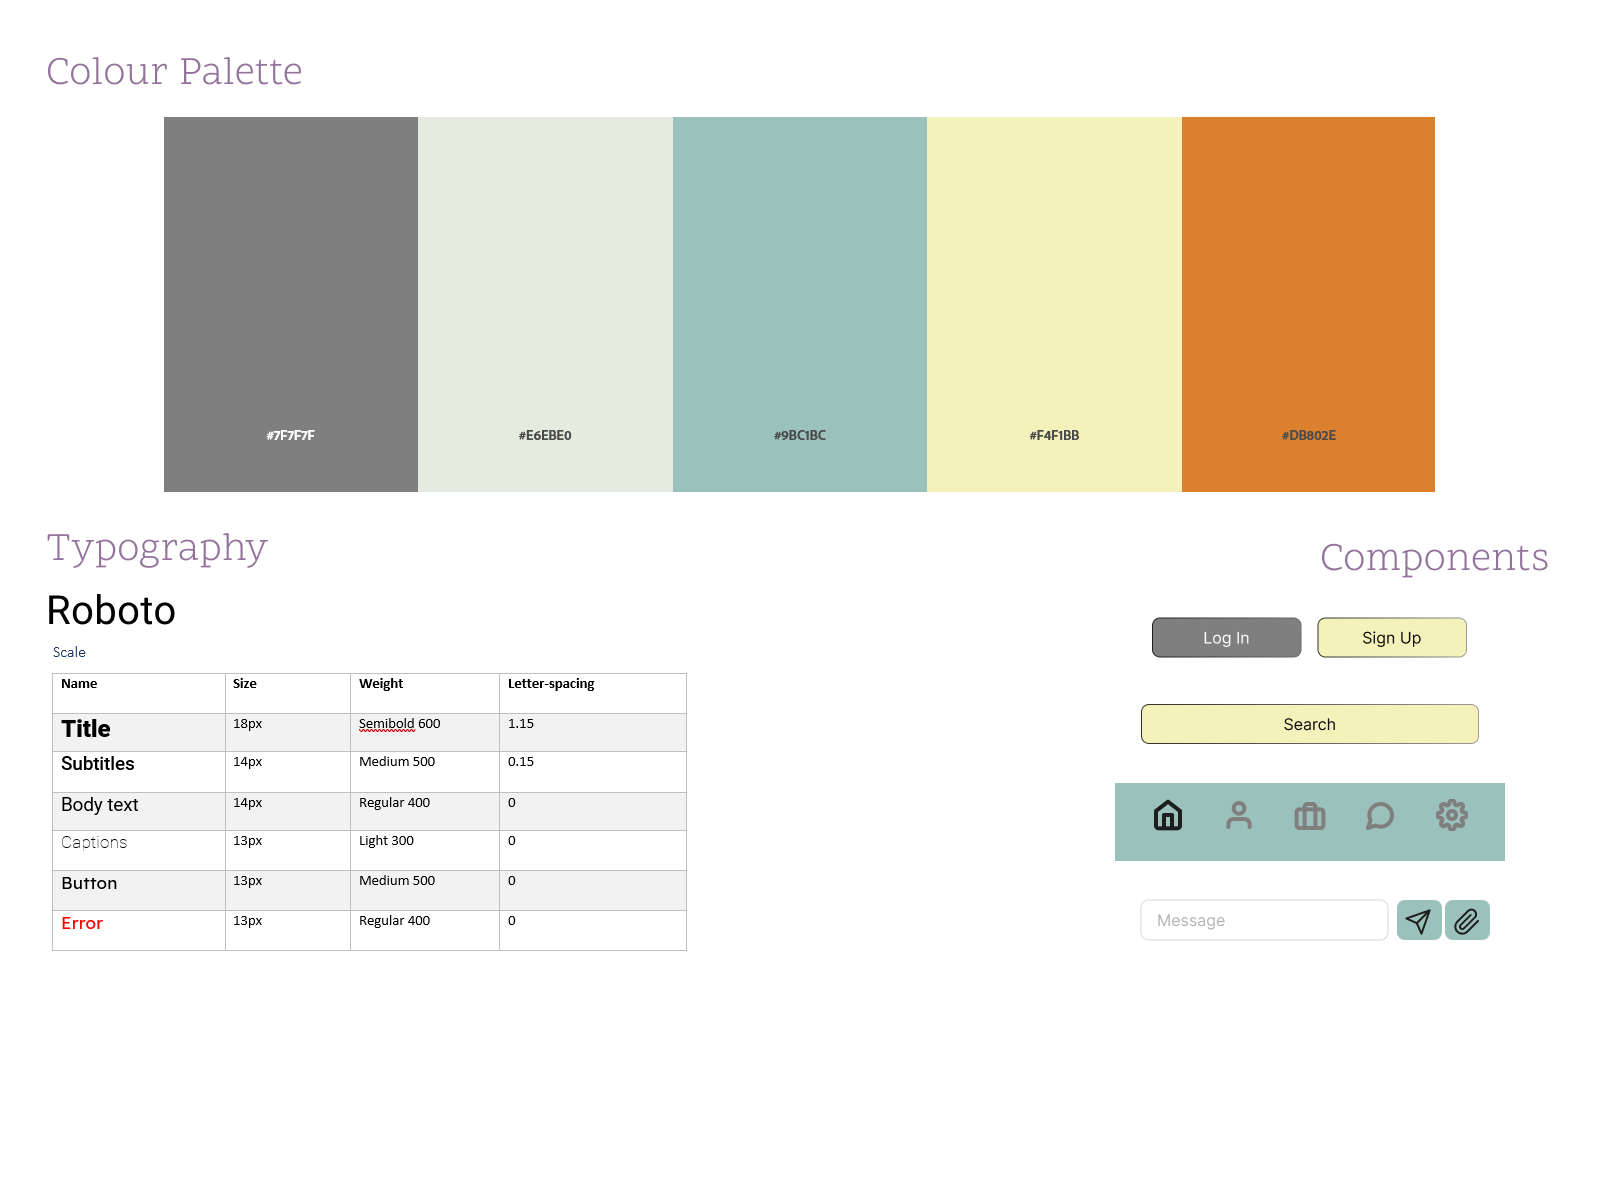 Colour Palette
#7F7F7F
#E6EBE0
#9BC1BC
#F4F1BB
#DB802E
Typography
Components
Roboto
Scale
Name Size Weight Letter-spacing
Title 18px Semibold 600 1.15
Subtitles 14px Medium 500 0.15
Body text 14px Regular 400 0
Captions 13px Light 300 0
Button 13px Medium 500 0
Error 13px Regular 400 0
Log In
Sign Up
Search
Message